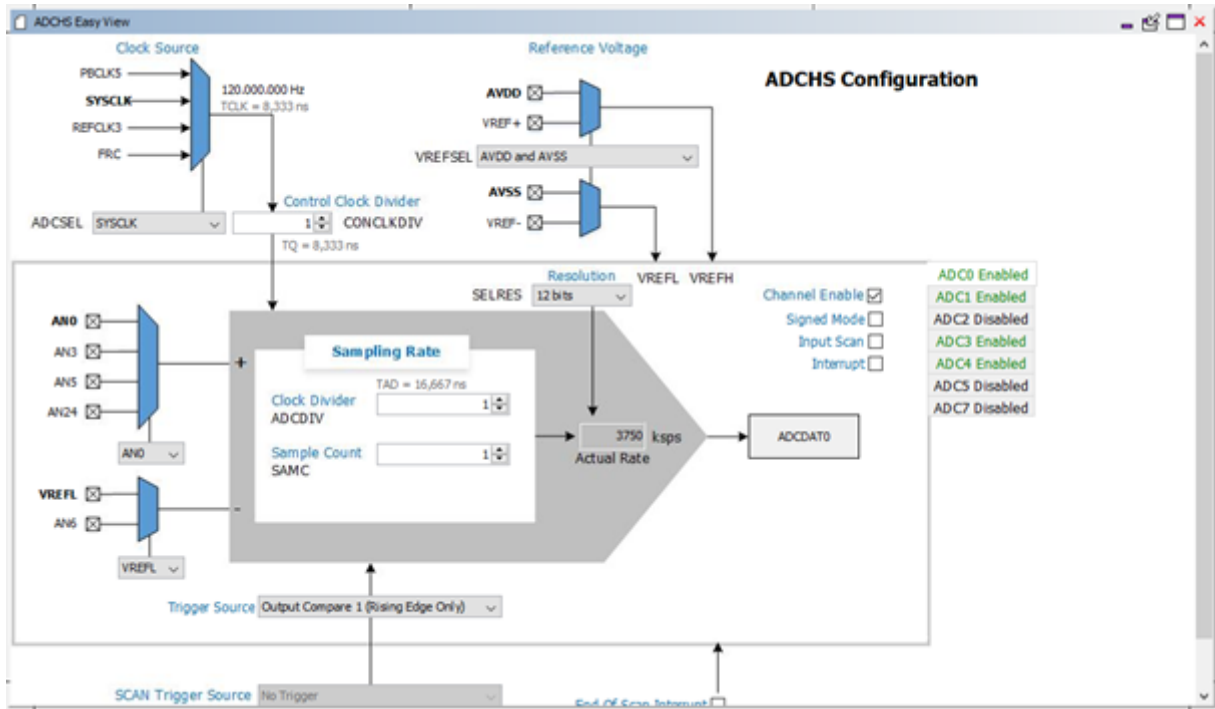 ADCHS Easy View
Clock Source
Reference Voltage
ADCHS Configuration
PBCLK5
SYSCLK
REFCLK3
FRC
120.000.000 Hz
TCLK = 8,333 ns
AVDD
VREF+
VREFSEL AVDD and AVSS
AVSS
VREF-
Control Clock Divider
ADCSEL SYSCLK 1 CONCLKDIV
TQ = 8,333 ns
VREFL VREFH
Resolution
SELRES 12 bits
Channel Enable
Signed Mode
Input Scan
Interrupt
ADC0 Enabled
ADC1 Enabled
ADC2 Disabled
ADC3 Enabled
ADC4 Enabled
ADC5 Disabled
ADC7 Disabled
AN0
AN3
AN5
AN24
AN0
+
Sampling Rate
TAD = 16,667 ns
Clock Divider 1
ADCDIV
Sample Count 1
SAMC
3750 ksps
Actual Rate
ADCDAT0
VREFL
AN6
-
VREFL
Trigger Source Output Compare 1 (Rising Edge Only)
SCAN Trigger Source No Trigger
End Of Scan Interrupt